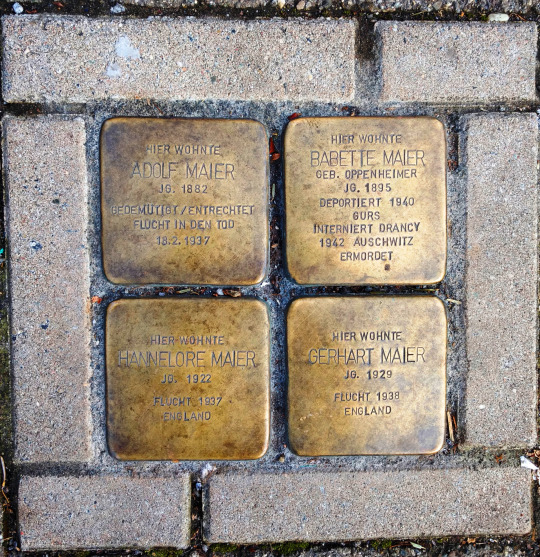 HIER WOHNTE
ADOLF MAIER
JG. 1882
GEDEMÜTIGT/ENTRECHTET
FLUCHT IN DEN TOD
18.2.1937
HIER WOHNTE
BABETTE MAIER
GEB. OPPENHEIMER
JG. 1895
DEPORTIERT 1940
GURS
INTERNIERT DRANCY
1942 AUSCHWITZ
ERMORDET
HIER WOHNTE
HANNELORE MAIER
JG. 1922
FLUCHT 1937
ENGLAND
HIER WOHNTE
GERHART MAIER
JG. 1929
FLUCHT 1938
ENGLAND